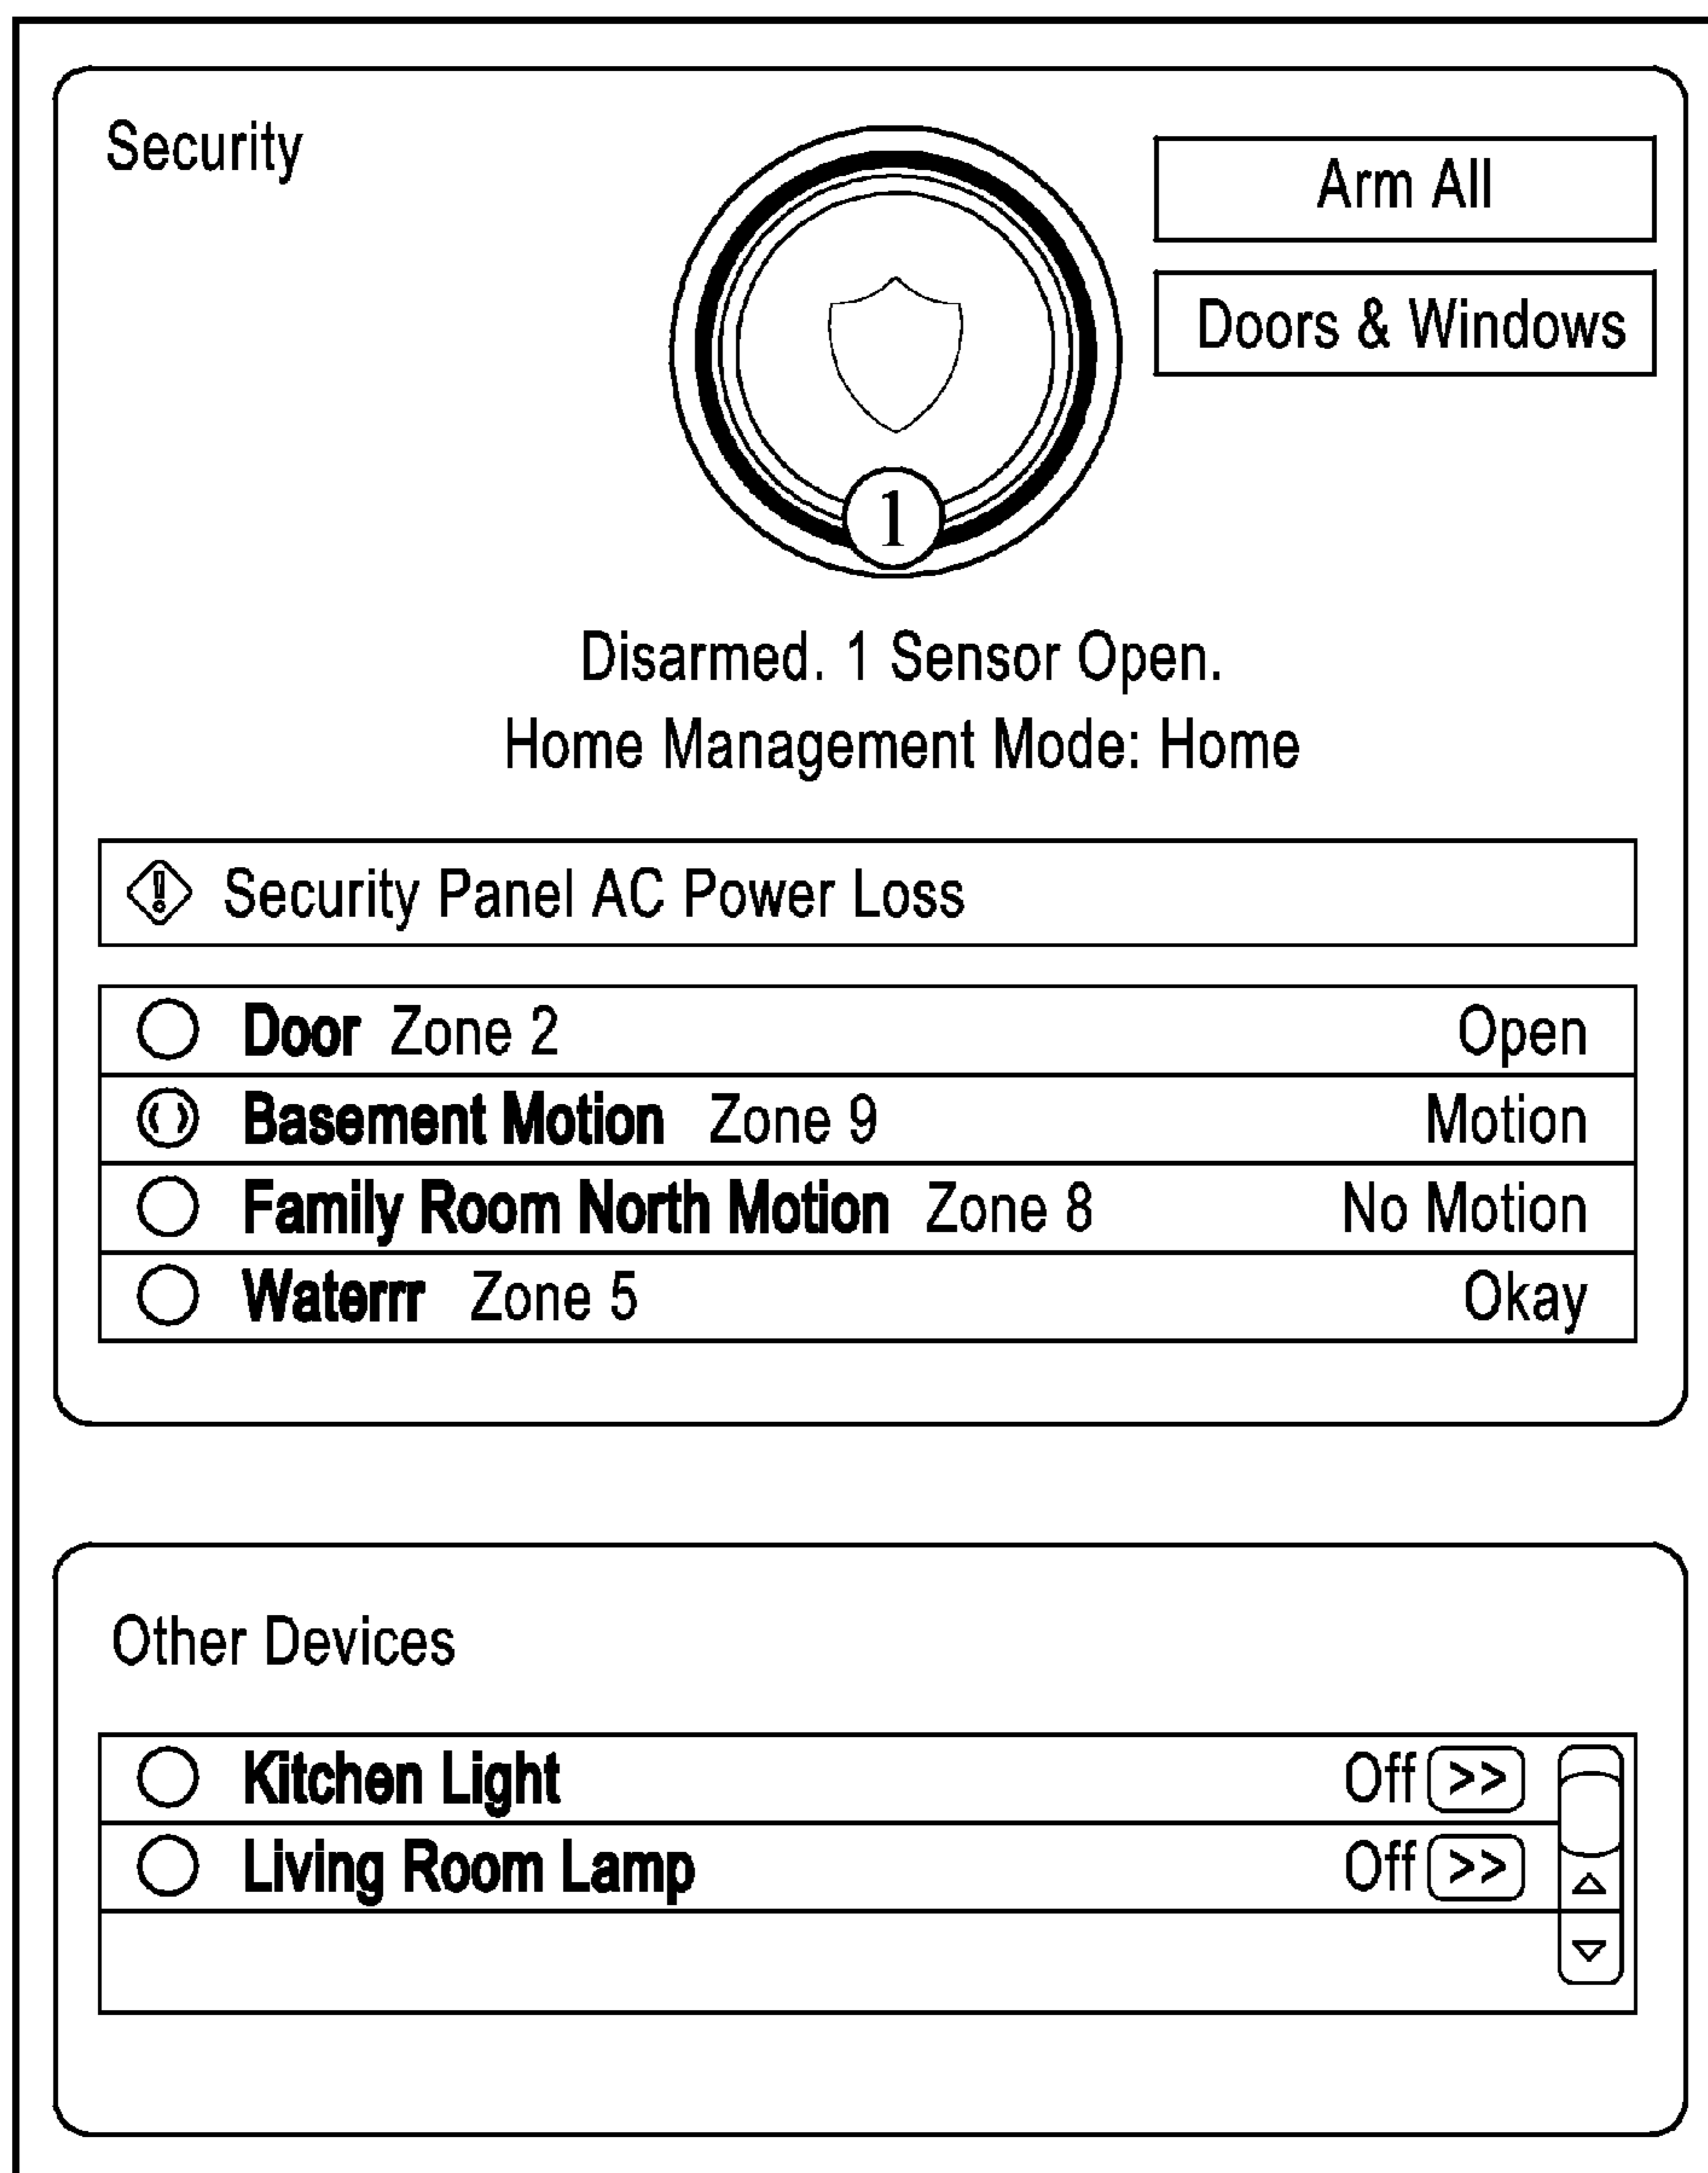 Security
Arm All
Doors & Windows
1
Disarmed. 1 Sensor Open.
Home Management Mode: Home
Security Panel AC Power Loss
Door Zone 2 Open
Basement Motion Zone 9 Motion
Family Room North Motion Zone 8 No Motion
Waterrr Zone 5 Okay
Other Devices
Kitchen Light Off >>
Living Room Lamp Off >>